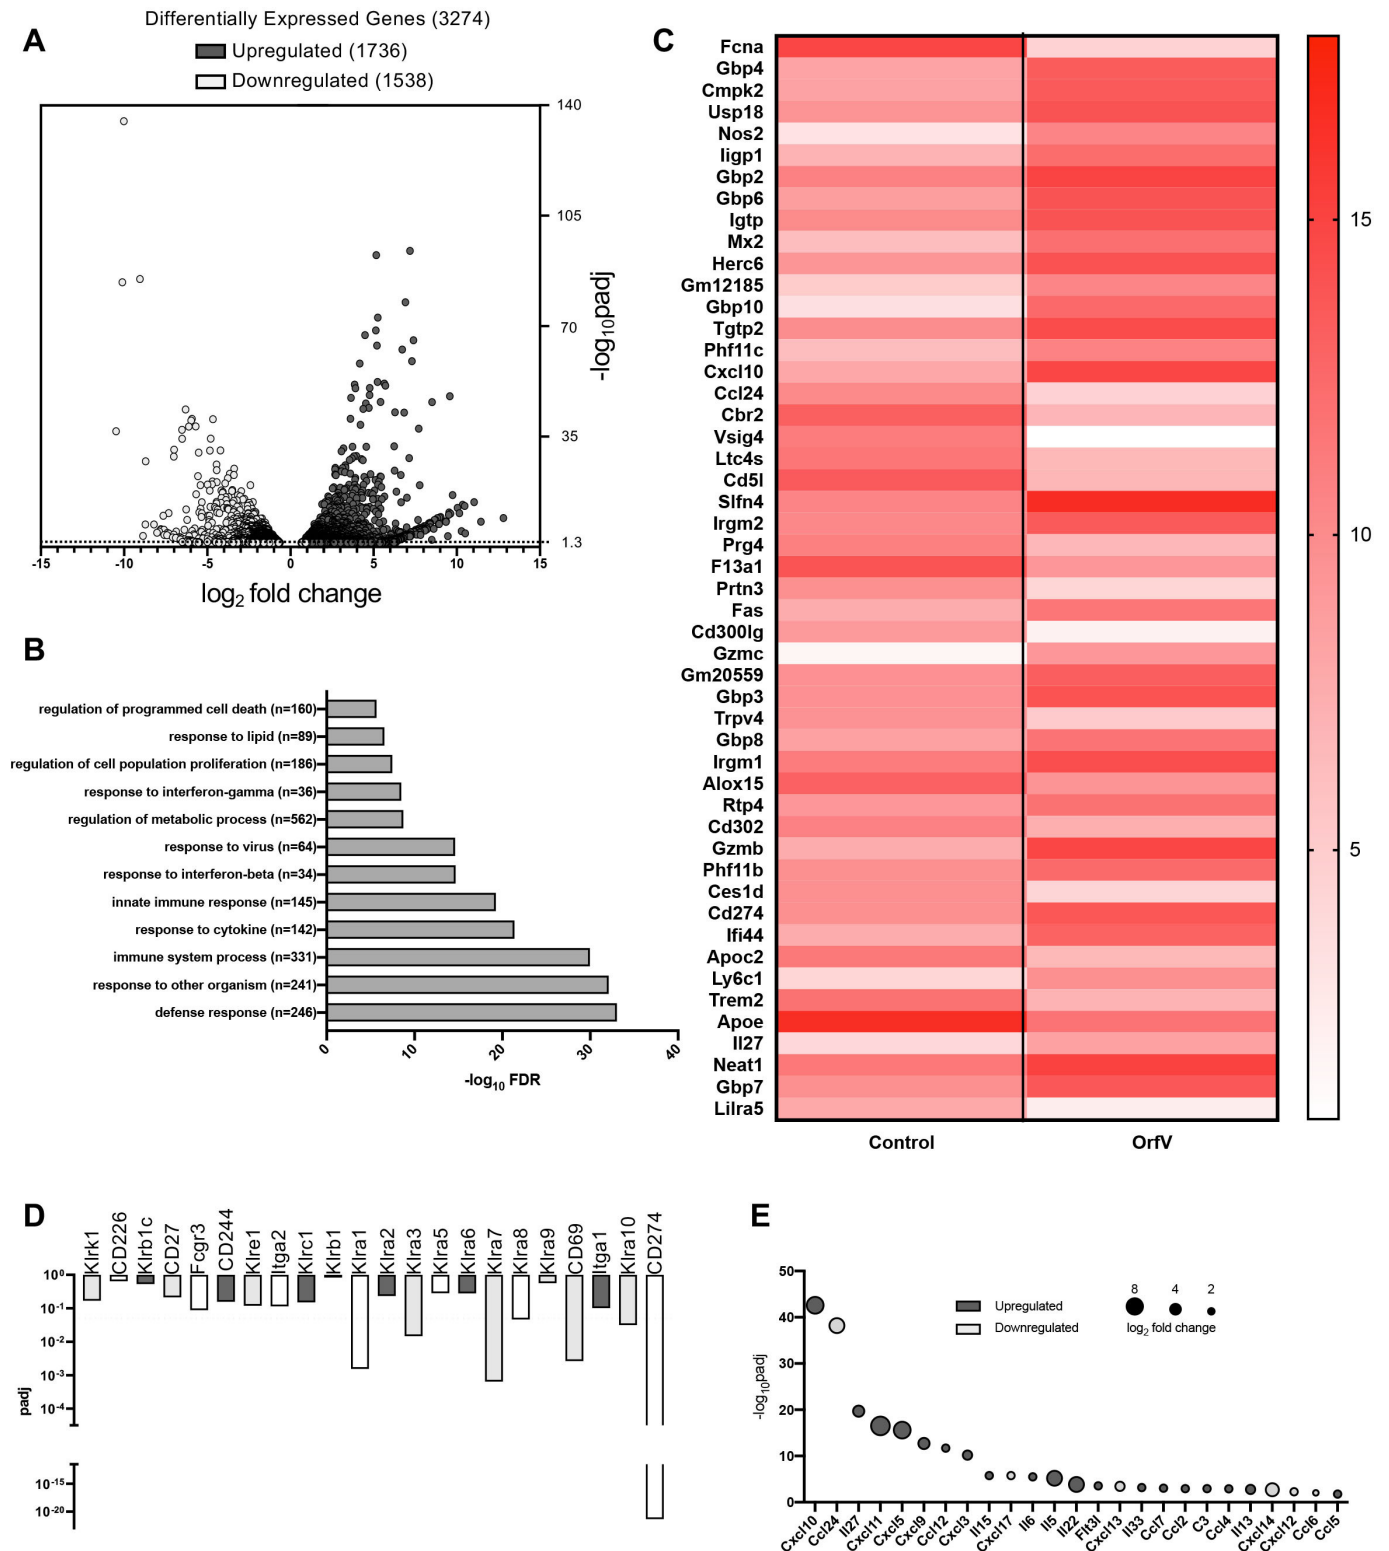 A
Differentially Expressed Genes (3274)
Upregulated (1736)
Downregulated (1538)
140
105
70
35
1.3
-log10padj
-15
-10
-5
0
5
10
15
log2 fold change
B
regulation of programmed cell death (n=160)
response to lipid (n=89)
regulation of cell population proliferation (n=186)
response to interferon-gamma (n=36)
regulation of metabolic process (n=562)
response to virus (n=64)
response to interferon-beta (n=34)
innate immune response (n=145)
response to cytokine (n=142)
immune system process (n=331)
response to other organism (n=241)
defense response (n=246)
0
10
20
30
40
-log10 FDR
C
Fcna
Gbp4
Cmpk2
Usp18
Nos2
Iigp1
Gbp2
Gbp6
Igtp
Mx2
Herc6
Gm12185
Gbp10
Tgtp2
Phf11c
Cxcl10
Ccl24
Cbr2
Vsig4
Ltc4s
Cd5l
Slfn4
Irgm2
Prg4
F13a1
Prtn3
Fas
Cd300lg
Gzmc
Gm20559
Gbp3
Trpv4
Gbp8
Irgm1
Alox15
Rtp4
Cd302
Gzmb
Phf11b
Ces1d
Cd274
Ifi44
Apoc2
Ly6c1
Trem2
Apoe
Il27
Neat1
Gbp7
Lilra5
Control
OrfV
15
10
5
D
Klrk1
CD226
Klrb1c
CD27
Fcgr3
CD244
Klre1
Itga2
Klrc1
Klrb1
Klra1
Klra2
Klra3
Klra5
Klra6
Klra7
Klra8
Klra9
CD69
Itga1
Klra10
CD274
10^0
10^-1
10^-2
10^-3
10^-4
10^-15
10^-20
padj
E
50
40
30
20
10
0
-log10padj
Upregulated
Downregulated
8
4
2
log2 fold change
Cxcl10
Ccl24
Il27
Cxcl11
Cxcl5
Cxcl9
Ccl12
Cxcl3
Il15
Cxcl17
Il6
Il5
Il22
Flt3l
Cxcl13
Il33
Ccl7
Ccl2
C3
Ccl4
Il13
Cxcl14
Cxcl12
Ccl6
Ccl5